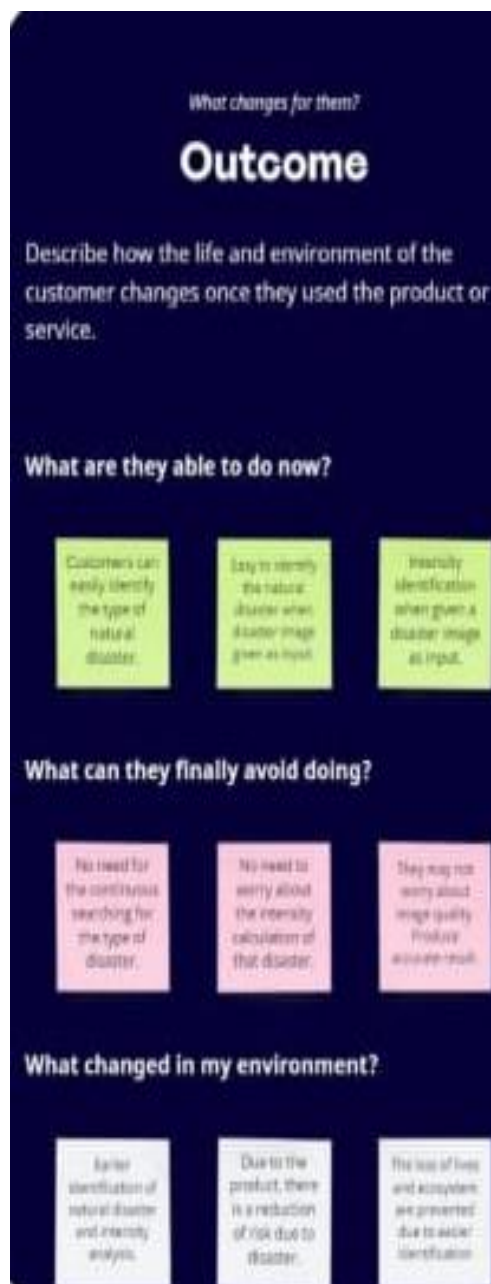 What changes for them?
Outcome
Describe how the life and environment of the
customer changes once they used the product or
service.
What are they able to do now?
Customers can
easily identify
the type of
natural
disaster.
Easy to identify
the natural
disaster when
disaster image
given as input.
Intensity
identification
when given a
disaster image
as input.
What can they finally avoid doing?
No need for
the continuous
searching for
the type of
disaster.
No need to
worry about
the intensity
calculation of
that disaster.
They may not
worry about
image quality.
Produce
accurate result.
What changed in my environment?
Earlier
identification of
natural disaster
and intensity
analysis.
Due to the
product, there
is a reduction
of risk due to
disaster.
The loss of lives
and ecosystem
are prevented
due to easier
identification